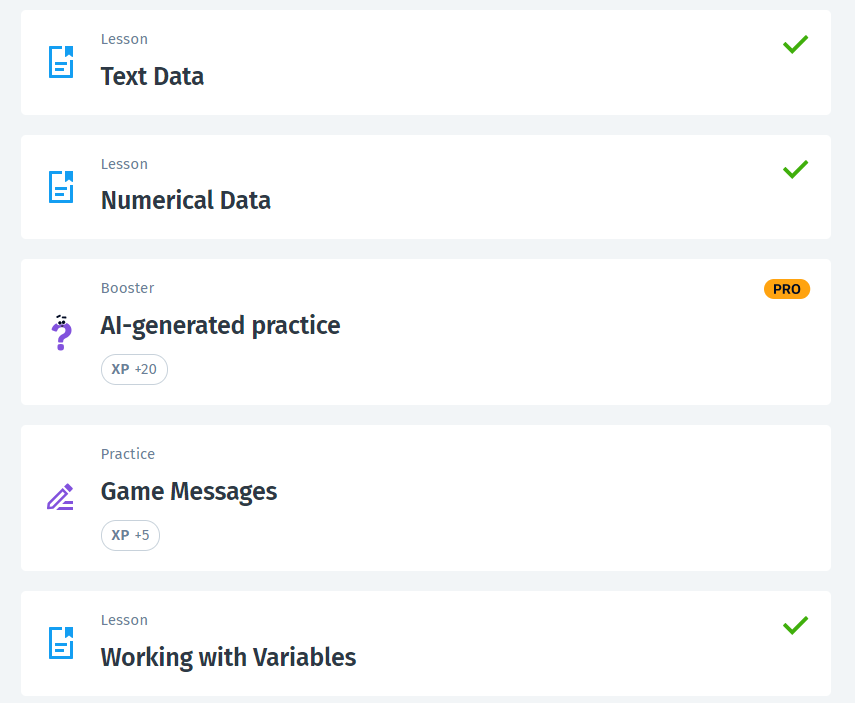 Lesson
Text Data
Lesson
Numerical Data
Booster
PRO
AI-generated practice
XP +20
Practice
Game Messages
XP +5
Lesson
Working with Variables